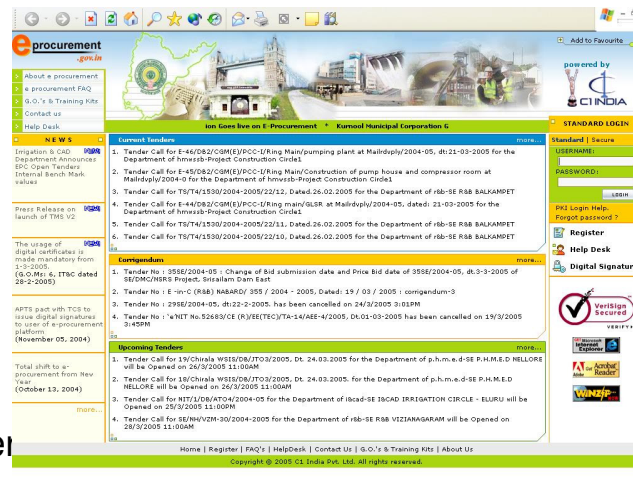 Add to Favourite
eprocurement
.gov.in
powered by
C1 INDIA
About e procurement
e procurement FAQ
G.O.'s & Training Kits
Contact us
Help Desk
ion Goes live on E-Procurement * Kurnool Municipal Corporation G
STANDARD LOGIN
Standard | Secure
USERNAME:
PASSWORD:
LOGIN
PKI Login Help.
Forgot password ?
Register
Help Desk
Digital Signatur
VeriSign
Secured
VERIFY
Microsoft
Internet
Explorer
Get Acrobat
Reader
WINZIP
NEWS
Irrigation & CAD
Department Announces
EPC Open Tenders
Internal Bench Mark
values
Press Release on
launch of TMS V2
The usage of
digital certificates is
made mandatory from
1-3-2005.
(G.O.Ms: 6, IT&C dated
28-2-2005)
APTS pact with TCS to
issue digital signatures
to user of e-procurement
platform
(November 05, 2004)
Total shift to e-
procurement from New
Year
(October 13, 2004)
more...
Current Tenders more...
1. Tender Call for E-46/DB2/CGM(E)/PCC-I/Ring Main/pumping plant at Mailrdvply/2004-05, dt:21-03-2005 for the
Department of hmwssb-Project Construction Circle1
2. Tender Call for E-45/DB2/CGM(E)/PCC-I/Ring Main/Construction of pump house and compressor room at
Mailrdvply/2004-0 for the Department of hmwssb-Project Construction Circle1
3. Tender Call for TS/T4/1530/2004-2005/22/12, Dated.26.02.2005 for the Department of r&b-SE R&B BALKAMPET
4. Tender Call for E-44/DB2/CGM(E)/PCC-I/Ring main/GLSR at Mailrdvply/2004-05, dated: 21-03-2005 for the
Department of hmwssb-Project Construction Circle1
5. Tender Call for TS/T4/1530/2004-2005/22/11, Dated.26.02.2005 for the Department of r&b-SE R&B BALKAMPET
6. Tender Call for TS/T4/1530/2004-2005/22/10, Dated.26.02.2005 for the Department of r&b-SE R&B BALKAMPET
Corrigendum more...
1. Tender No : 35SE/2004-05 : Change of Bid submission date and Price Bid date of 35SE/2004-05, dt.3-3-2005 of
SE/DMC/NSRS Project, Srisailam Dam East
2. Tender No : E -in-C (R&B) NABARD/ 355 / 2004 - 2005, Dated: 19 / 03 / 2005 : corrigendum-3
3. Tender No : 29SE/2004-05, dt:22-2-2005. has been cancelled on 24/3/2005 3:01PM
4. Tender No : 'e'NIT No.52683/CE (R)/EE(TEC)/TA-14/AEE-4/2005, Dt.01-03-2005 has been cancelled on 19/3/2005
3:45PM
Upcoming Tenders more...
1. Tender Call for 19/Chirala WSIS/DB/JTO3/2005, Dt. 24.03.2005 for the Department of p.h.m.e.d-SE P.H.M.E.D NELLORE
will be Opened on 26/3/2005 11:00AM
2. Tender Call for 18/Chirala WSIS/DB/JTO3/2005, Dt. 24.03.2005. for the Department of p.h.m.e.d-SE P.H.M.E.D
NELLORE will be Opened on 26/3/2005 11:00AM
3. Tender Call for NIT/1/DB/ATO4/2004-05 for the Department of i&cad-SE I&CAD IRRIGATION CIRCLE - ELURU will be
Opened on 25/3/2005 11:00PM
4. Tender Call for SE/NH/VZM-30/2004-2005 for the Department of r&b-SE R&B VIZIANAGARAM will be Opened on
28/3/2005 11:00AM
er
Home | Register | FAQ's | HelpDesk | Contact Us | G.O.'s & Training Kits | About Us
Copyright @ 2005 C1 India Pvt. Ltd. All rights reserved.